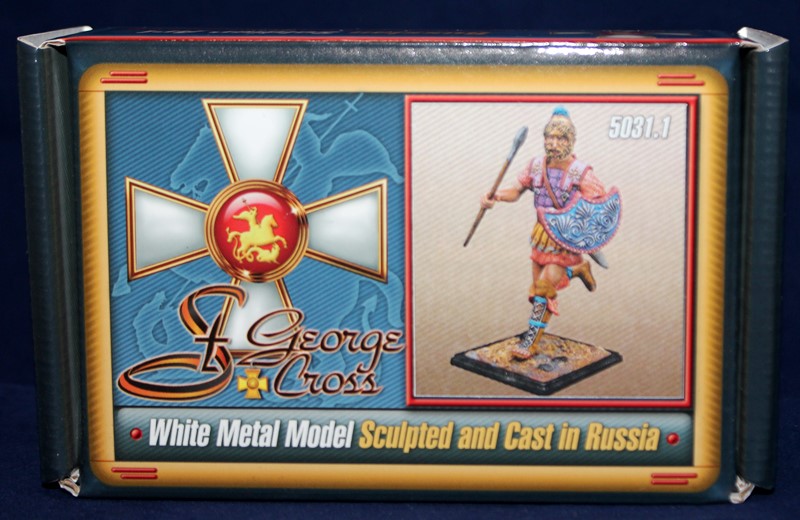 5031.1
St George
Cross
White Metal Model Sculpted and Cast in Russia